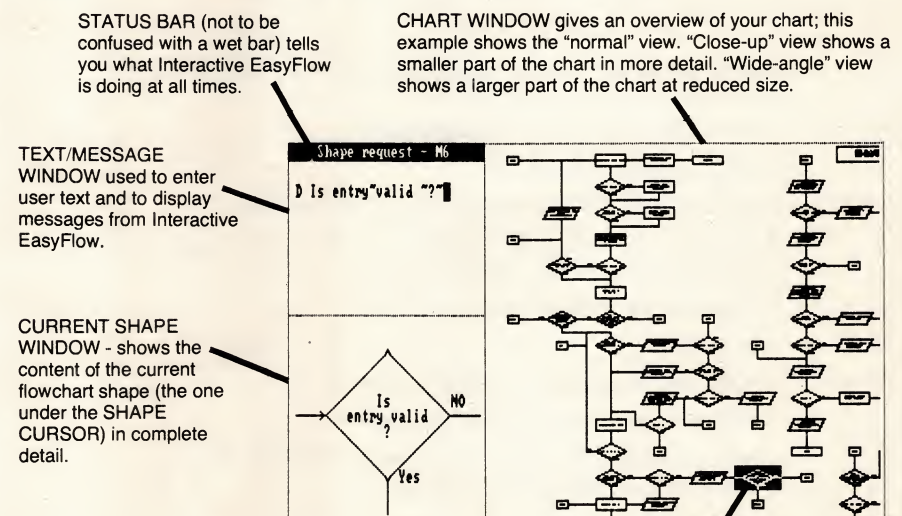 STATUS BAR (not to be
confused with a wet bar) tells
you what Interactive EasyFlow
is doing at all times.
CHART WINDOW gives an overview of your chart; this
example shows the “normal” view. “Close-up” view shows a
smaller part of the chart in more detail. “Wide-angle” view
shows a larger part of the chart at reduced size.
TEXT/MESSAGE
WINDOW used to enter
user text and to display
messages from Interactive
EasyFlow.
Shape request - M6
D Is entry~valid ~?~
CURRENT SHAPE
WINDOW - shows the
content of the current
flowchart shape (the one
under the SHAPE
CURSOR) in complete
detail.
Is
entry valid
?
NO
Yes